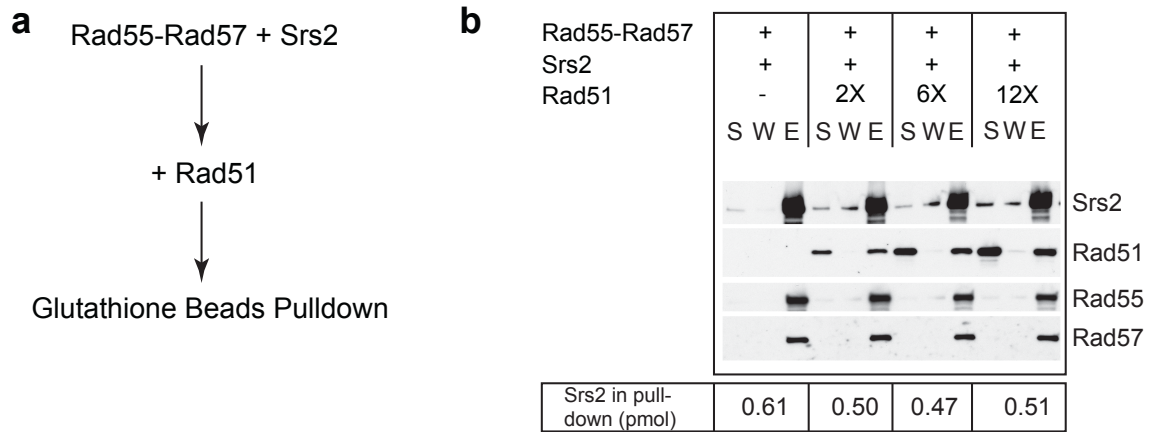 a
Rad55-Rad57 + Srs2
+ Rad51
Glutathione Beads Pulldown
b
Rad55-Rad57 + + + +
Srs2 + + + +
Rad51 - 2X 6X 12X
S W E S W E S W E S W E
Srs2
Rad51
Rad55
Rad57
Srs2 in pull-
down (pmol) 0.61 0.50 0.47 0.51